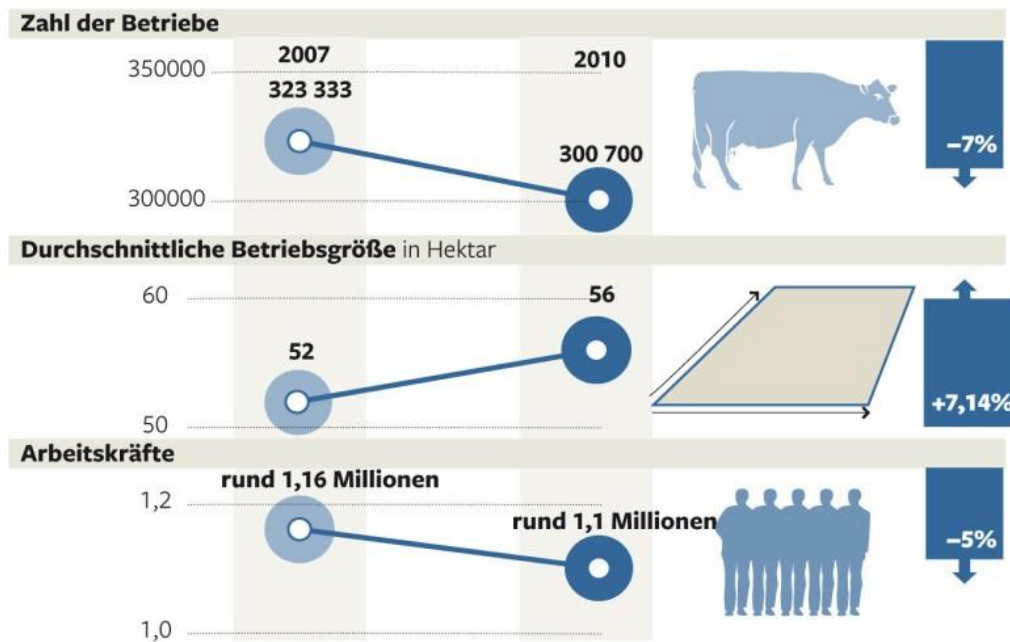 Zahl der Betriebe
2007 2010
350000
323 333
300 700
–7%
300000
Durchschnittliche Betriebsgröße in Hektar
60
56
52
+7,14%
50
Arbeitskräfte
rund 1,16 Millionen
1,2
rund 1,1 Millionen
–5%
1,0